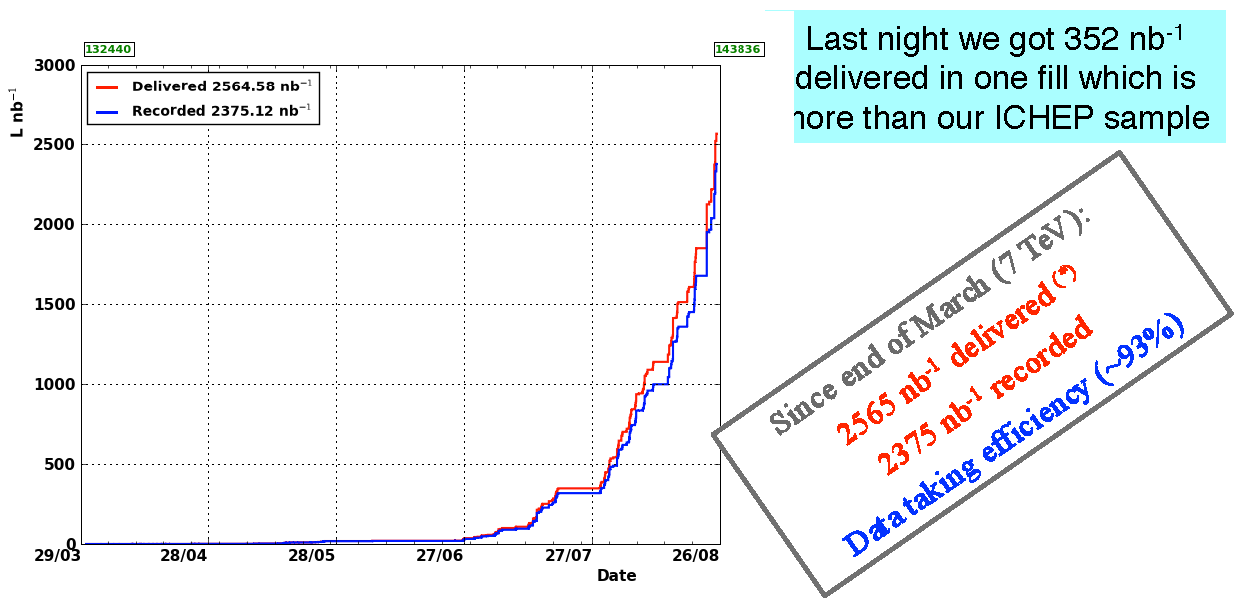 132440
143836
Delivered 2564.58 nb⁻¹
Recorded 2375.12 nb⁻¹
L nb⁻¹
3000
2500
2000
1500
1000
500
0
29/03
28/04
28/05
27/06
27/07
26/08
Date
Last night we got 352 nb⁻¹
delivered in one fill which is
than our ICHEP sample
Since end of March (7 TeV):
2565 nb⁻¹ delivered⁽*⁾
2375 nb⁻¹ recorded
Data taking efficiency (~93%)